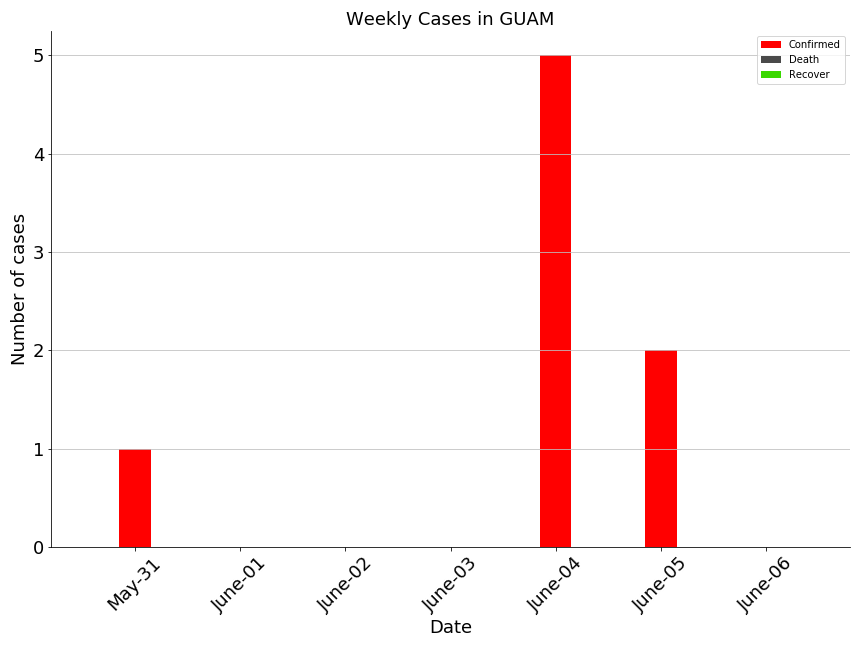 Weekly Cases in GUAM
Confirmed
Death
Recover
Number of cases
5
4
3
2
1
0
May-31
June-01
June-02
June-03
June-04
June-05
June-06
Date